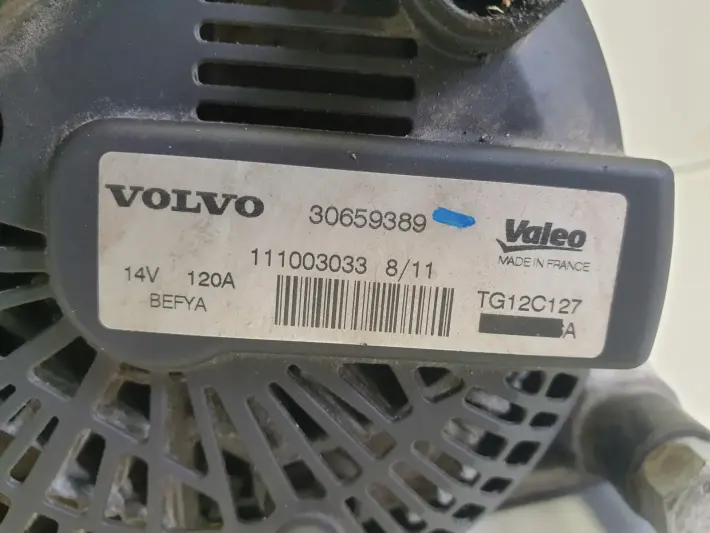 VOLVO 30659389 Valeo
MADE IN FRANCE
111003033 8/11
14V 120A
BEFYA
TG12C127
A